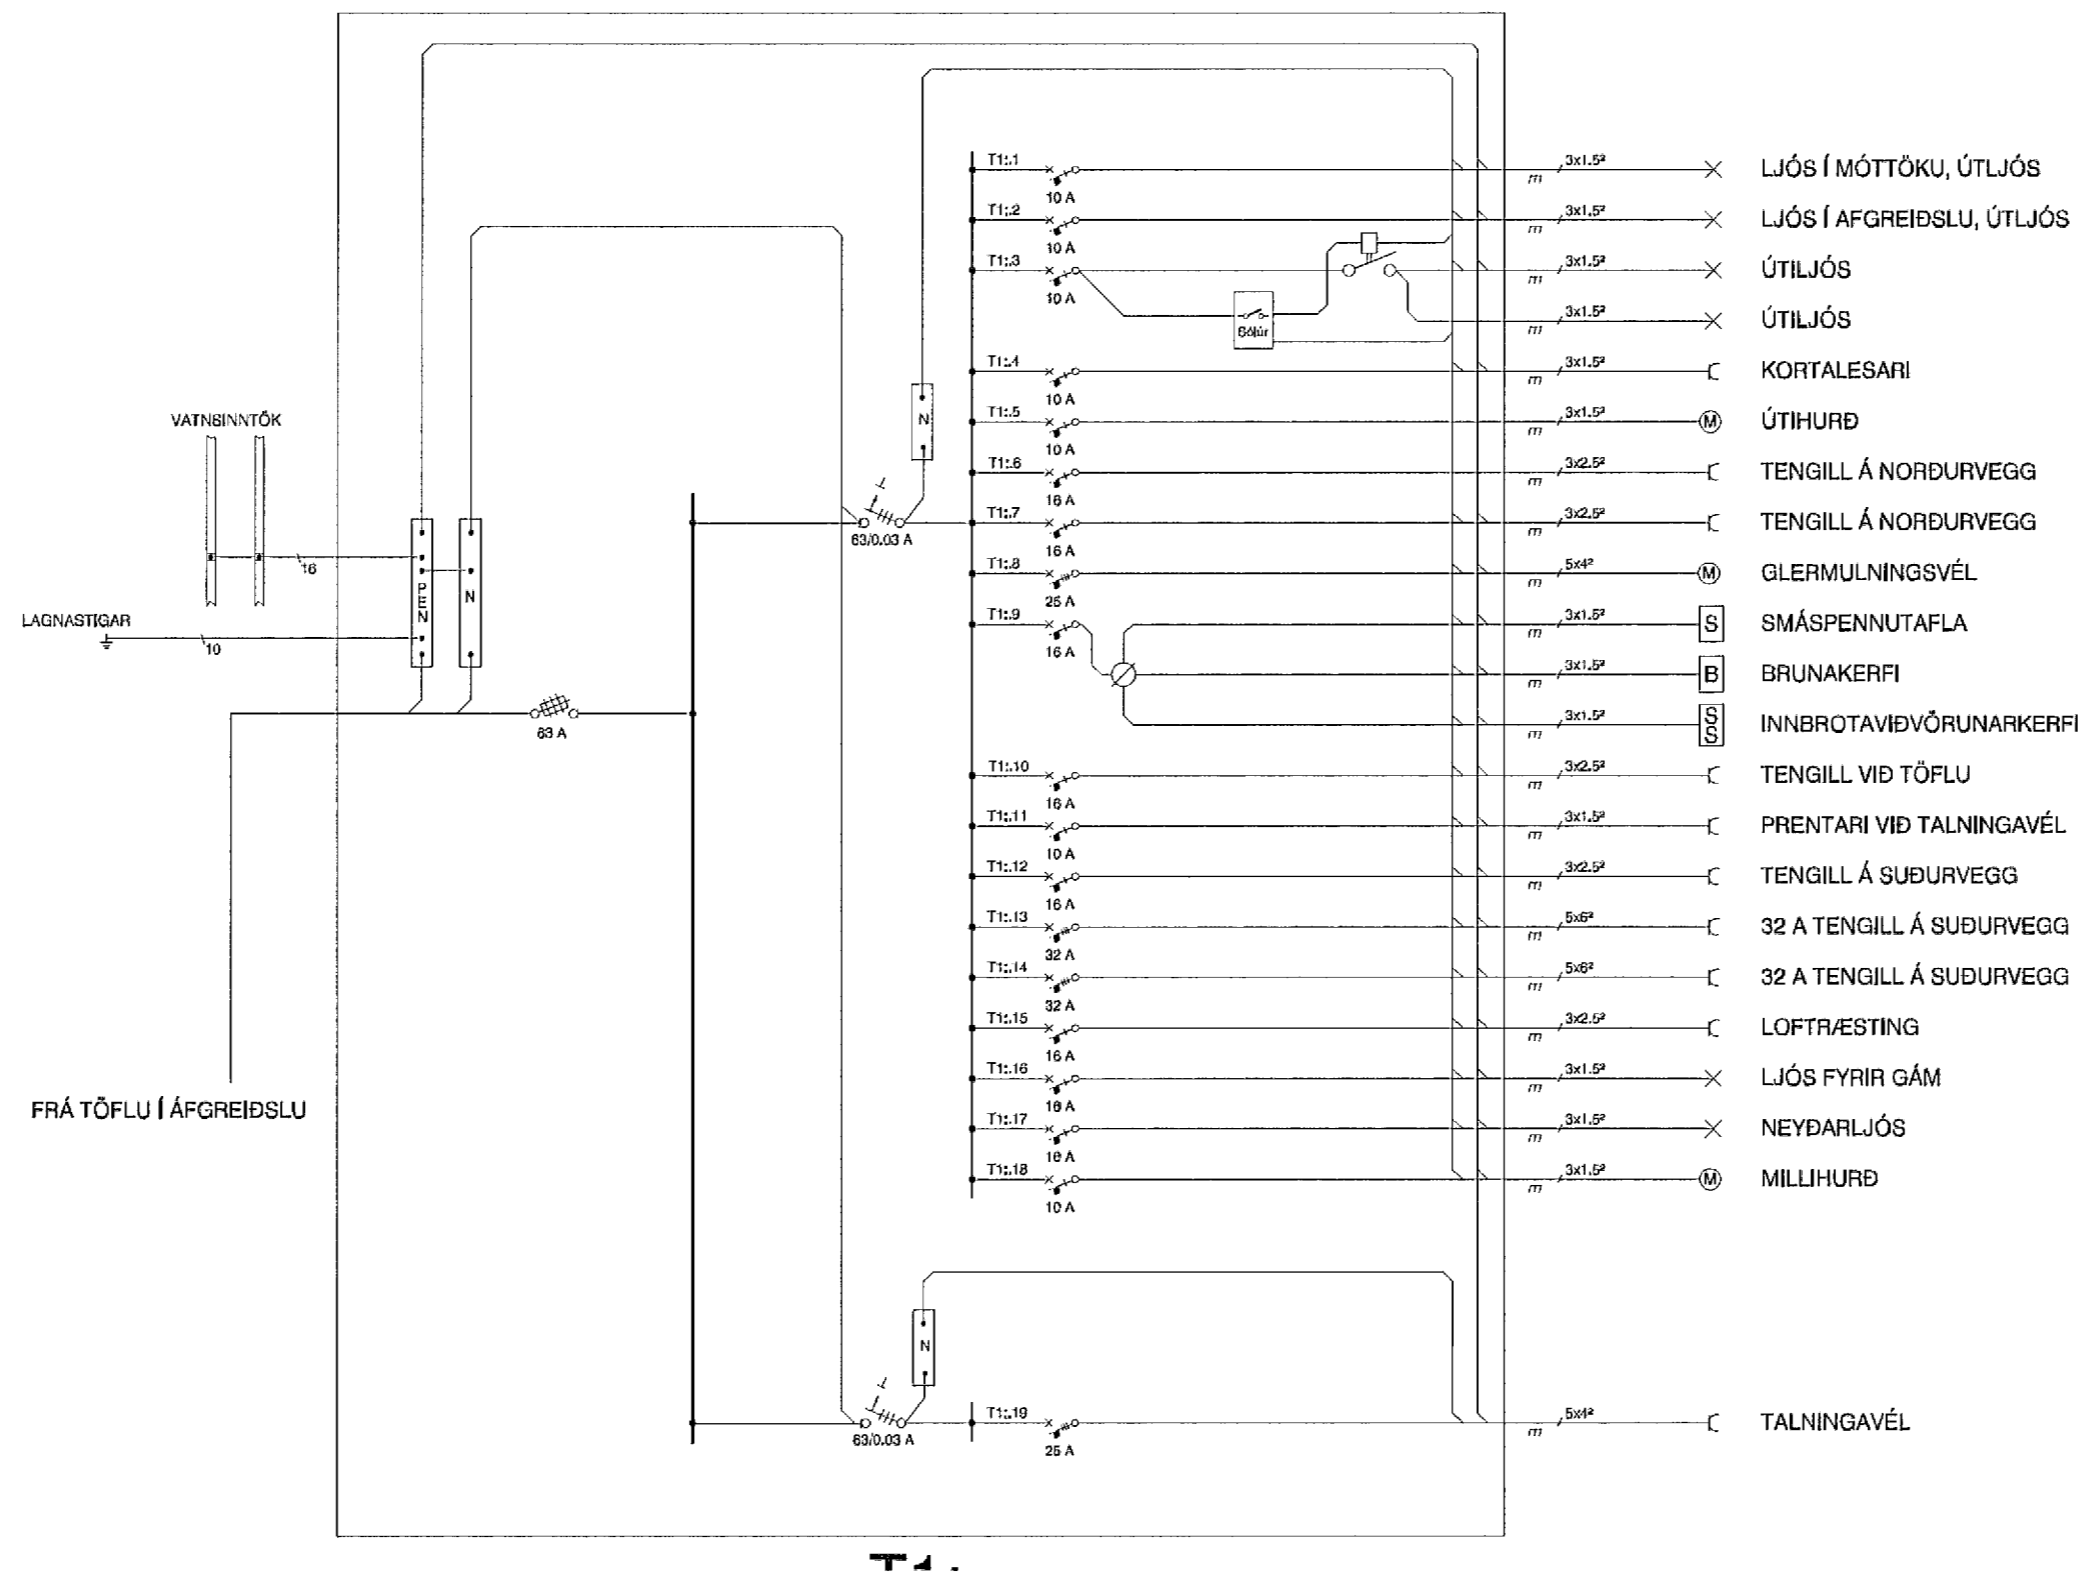 T1:.1
10 A
3x1.5²
m
LJÓS Í MÓTTÖKU, ÚTLJÓS
T1:.2
10 A
3x1.5²
m
LJÓS Í AFGREIÐSLU, ÚTLJÓS
T1:.3
10 A
3x1.5²
m
ÚTILJÓS
Sólúr
3x1.5²
m
ÚTILJÓS
T1:.4
10 A
3x1.5²
m
KORTALESARI
T1:.5
10 A
3x1.5²
m
M
ÚTIHURÐ
T1:.6
16 A
3x2.5²
m
TENGILL Á NORÐURVEGG
T1:.7
16 A
3x2.5²
m
TENGILL Á NORÐURVEGG
T1:.8
25 A
5x4²
m
M
GLERMULNINGSVÉL
T1:.9
16 A
3x1.5²
m
S
SMÁSPENNUTAFLA
3x1.5²
m
B
BRUNAKERFI
3x1.5²
m
S
S
INNBROTAVIÐVÖRUNARKERFI
T1:.10
16 A
3x2.5²
m
TENGILL VIÐ TÖFLU
T1:.11
10 A
3x1.5²
m
PRENTARI VIÐ TALNINGAVÉL
T1:.12
16 A
3x2.5²
m
TENGILL Á SUÐURVEGG
T1:.13
32 A
5x6²
m
32 A TENGILL Á SUÐURVEGG
T1:.14
32 A
5x6²
m
32 A TENGILL Á SUÐURVEGG
T1:.15
16 A
3x2.5²
m
LOFTRÆSTING
T1:.16
16 A
3x1.5²
m
LJÓS FYRIR GÁM
T1:.17
16 A
3x1.5²
m
NEYÐARLJÓS
T1:.18
10 A
3x1.5²
m
M
MILLIHURÐ
T1:.19
25 A
5x4²
m
TALNINGAVÉL
VATNSINNTÖK
16
LAGNASTIGAR
10
PEN
N
N
N
63 A
63/0.03 A
63/0.03 A
FRÁ TÖFLU Í ÁFGREIÐSLU